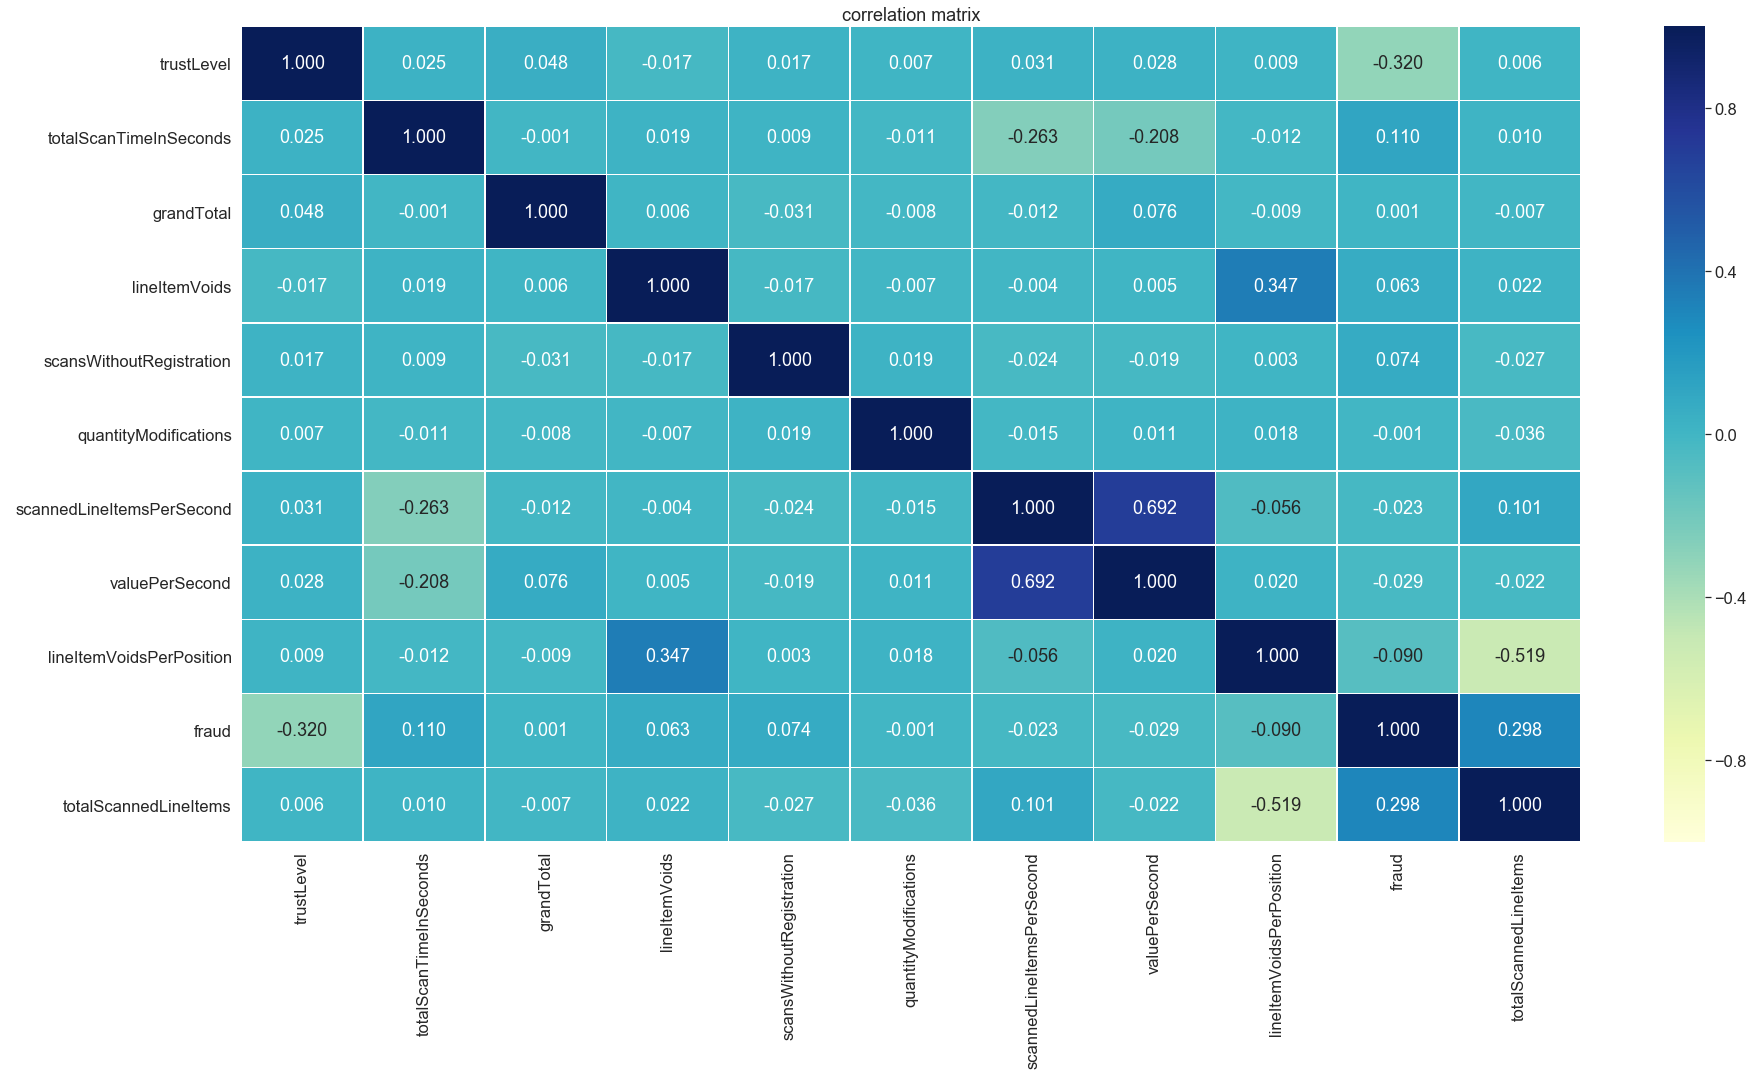 correlation matrix
trustLevel 1.000 0.025 0.048 -0.017 0.017 0.007 0.031 0.028 0.009 -0.320 0.006
totalScanTimeInSeconds 0.025 1.000 -0.001 0.019 0.009 -0.011 -0.263 -0.208 -0.012 0.110 0.010
grandTotal 0.048 -0.001 1.000 0.006 -0.031 -0.008 -0.012 0.076 -0.009 0.001 -0.007
lineItemVoids -0.017 0.019 0.006 1.000 -0.017 -0.007 -0.004 0.005 0.347 0.063 0.022
scansWithoutRegistration 0.017 0.009 -0.031 -0.017 1.000 0.019 -0.024 -0.019 0.003 0.074 -0.027
quantityModifications 0.007 -0.011 -0.008 -0.007 0.019 1.000 -0.015 0.011 0.018 -0.001 -0.036
scannedLineItemsPerSecond 0.031 -0.263 -0.012 -0.004 -0.024 -0.015 1.000 0.692 -0.056 -0.023 0.101
valuePerSecond 0.028 -0.208 0.076 0.005 -0.019 0.011 0.692 1.000 0.020 -0.029 -0.022
lineItemVoidsPerPosition 0.009 -0.012 -0.009 0.347 0.003 0.018 -0.056 0.020 1.000 -0.090 -0.519
fraud -0.320 0.110 0.001 0.063 0.074 -0.001 -0.023 -0.029 -0.090 1.000 0.298
totalScannedLineItems 0.006 0.010 -0.007 0.022 -0.027 -0.036 0.101 -0.022 -0.519 0.298 1.000
trustLevel
totalScanTimeInSeconds
grandTotal
lineItemVoids
scansWithoutRegistration
quantityModifications
scannedLineItemsPerSecond
valuePerSecond
lineItemVoidsPerPosition
fraud
totalScannedLineItems
0.8
0.4
0.0
−0.4
−0.8